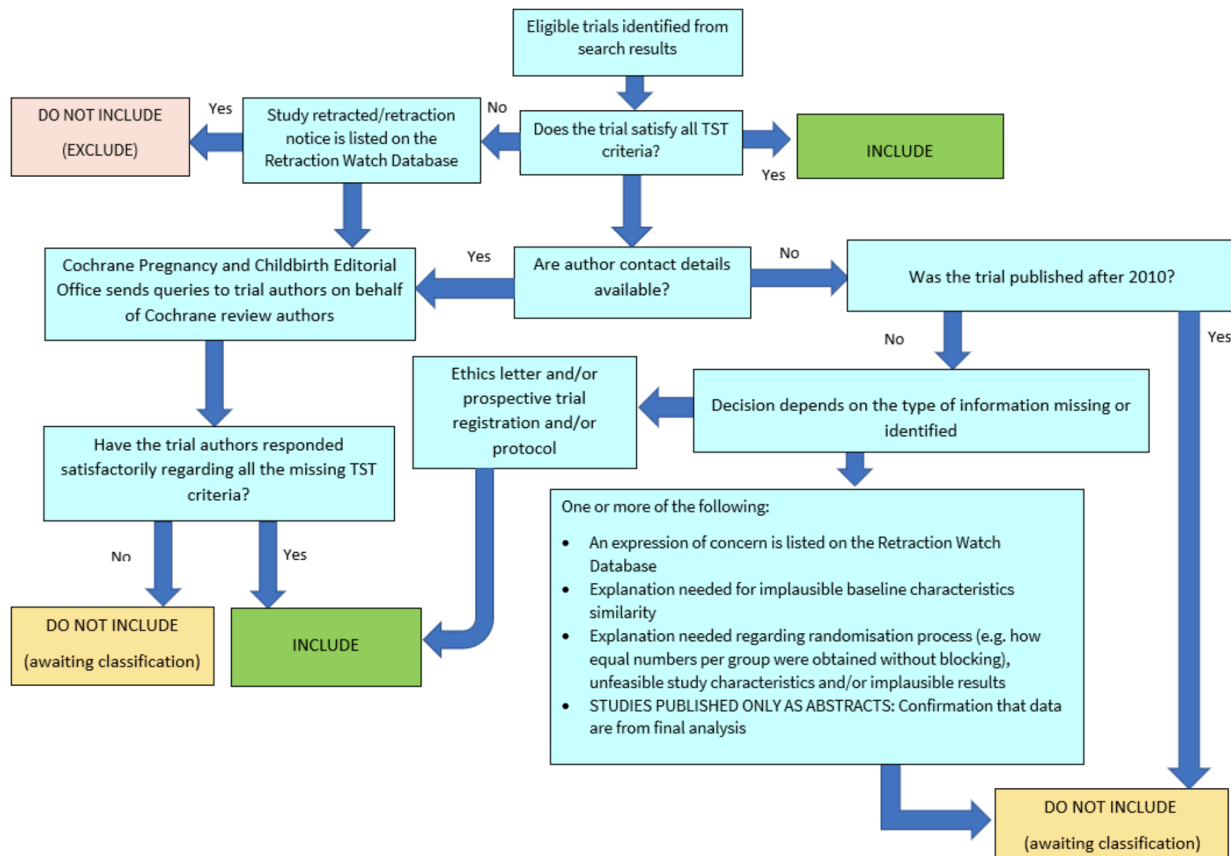 Eligible trials identified from
search results
DO NOT INCLUDE
(EXCLUDE)
Yes
Study retracted/retraction
notice is listed on the
Retraction Watch Database
No
Does the trial satisfy all TST
criteria?
Yes
INCLUDE
Cochrane Pregnancy and Childbirth Editorial
Office sends queries to trial authors on behalf
of Cochrane review authors
Yes
Are author contact details
available?
No
Was the trial published after 2010?
No
Yes
Ethics letter and/or
prospective trial
registration and/or
protocol
Decision depends on the type of information missing or
identified
Have the trial authors responded
satisfactorily regarding all the missing TST
criteria?
No
Yes
DO NOT INCLUDE
(awaiting classification)
INCLUDE
One or more of the following:
• An expression of concern is listed on the Retraction Watch
Database
• Explanation needed for implausible baseline characteristics
similarity
• Explanation needed regarding randomisation process (e.g. how
equal numbers per group were obtained without blocking),
unfeasible study characteristics and/or implausible results
• STUDIES PUBLISHED ONLY AS ABSTRACTS: Confirmation that data
are from final analysis
DO NOT INCLUDE
(awaiting classification)